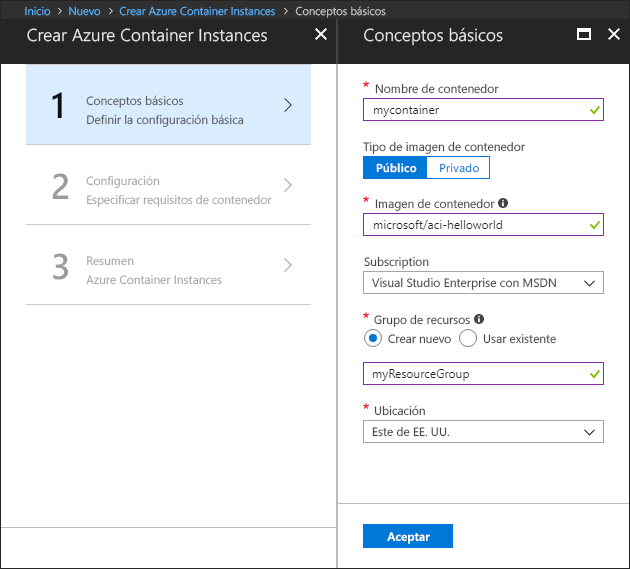 Inicio > Nuevo > Crear Azure Container Instances > Conceptos básicos
Crear Azure Container Instances
1
Conceptos básicos
Definir la configuración básica
2
Configuración
Especificar requisitos de contenedor
3
Resumen
Azure Container Instances
Conceptos básicos
* Nombre de contenedor
mycontainer
Tipo de imagen de contenedor
Público Privado
* Imagen de contenedor
microsoft/aci-helloworld
Subscription
Visual Studio Enterprise con MSDN
* Grupo de recursos
Crear nuevo Usar existente
myResourceGroup
* Ubicación
Este de EE. UU.
Aceptar